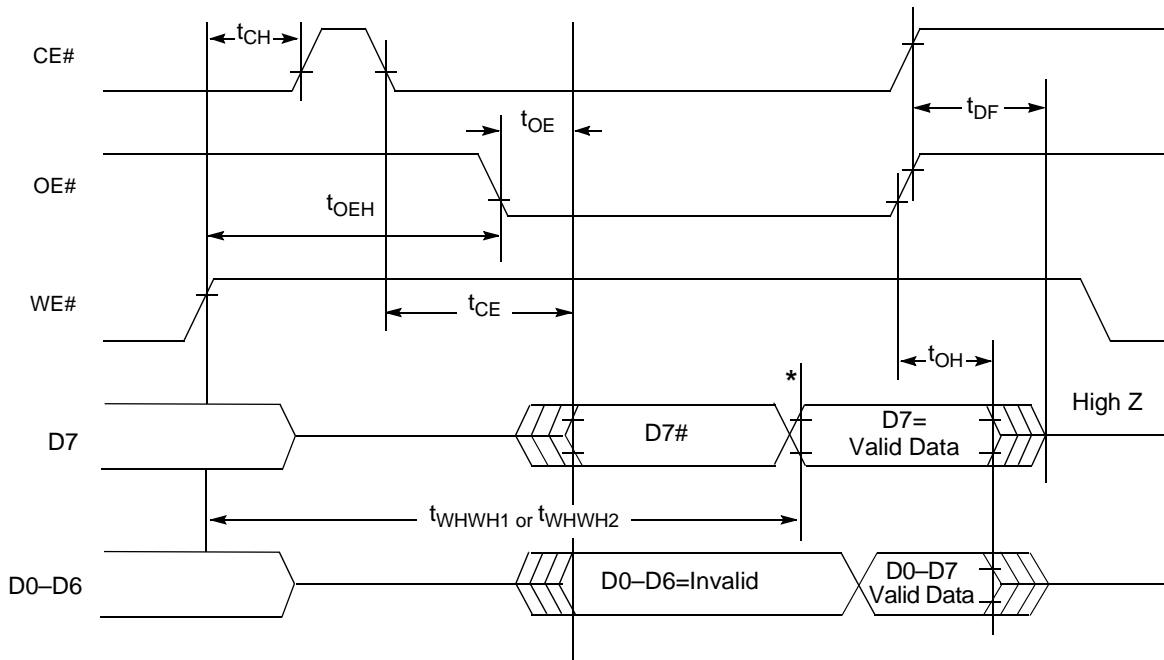 CE#
tCH
tDF
tOE
OE#
tOEH
WE#
tCE
tOH
*
High Z
D7
D7#
D7=
Valid Data
tWHWH1 or tWHWH2
D0–D6
D0–D6=Invalid
D0–D7
Valid Data